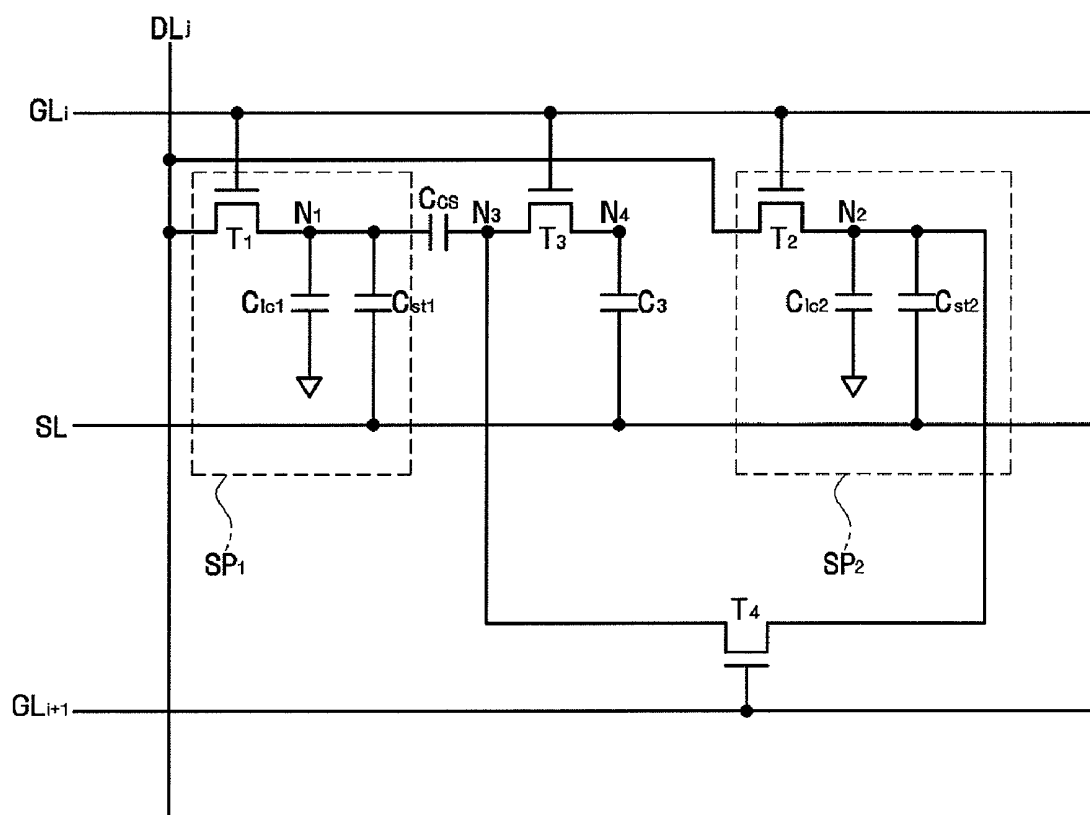 DLj
GLi
N1
CCS
N3
N4
N2
T1
T3
T2
Clc1
Cst1
C3
Clc2
Cst2
SL
SP1
SP2
T4
GLi+1